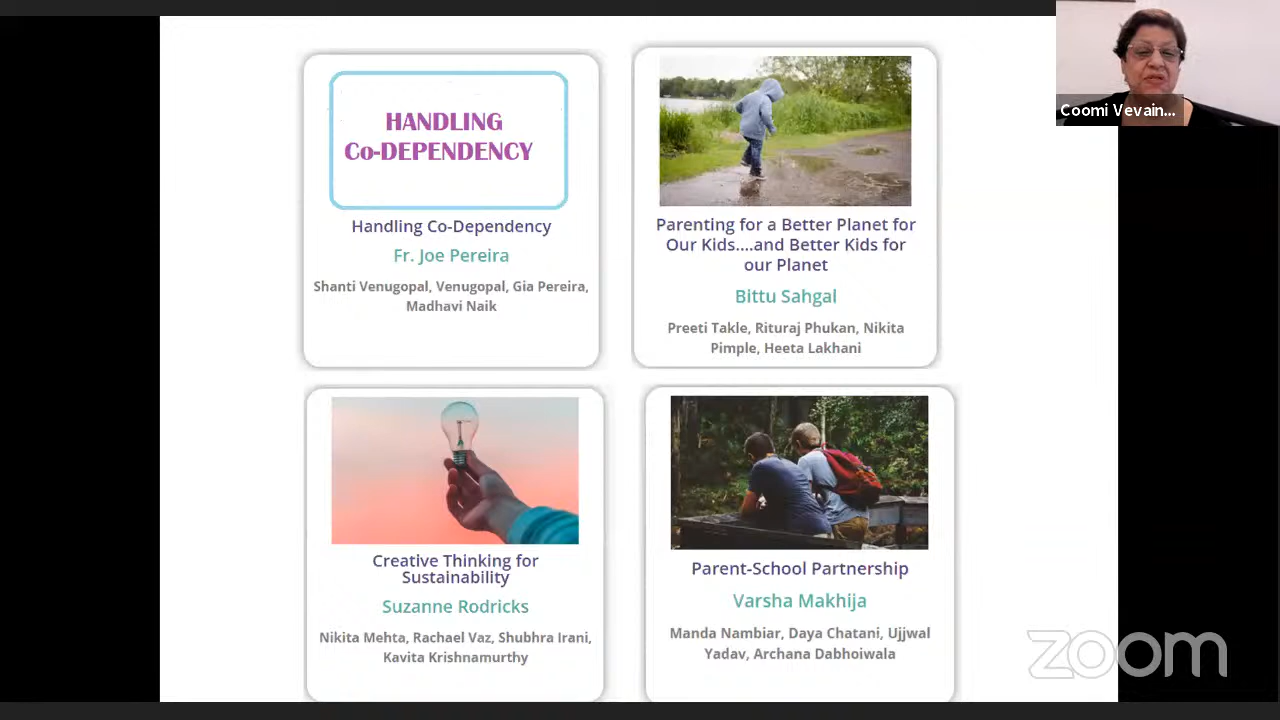 HANDLING
Co-DEPENDENCY
Handling Co-Dependency
Fr. Joe Pereira
Shanti Venugopal, Venugopal, Gia Pereira,
Madhavi Naik
Parenting for a Better Planet for
Our Kids....and Better Kids for
our Planet
Bittu Sahgal
Preeti Takle, Rituraj Phukan, Nikita
Pimple, Heeta Lakhani
Creative Thinking for
Sustainability
Suzanne Rodricks
Nikita Mehta, Rachael Vaz, Shubhra Irani,
Kavita Krishnamurthy
Parent-School Partnership
Varsha Makhija
Manda Nambiar, Daya Chatani, Ujjwal
Yadav, Archana Dabhoiwala
Coomi Vevain...
zoom